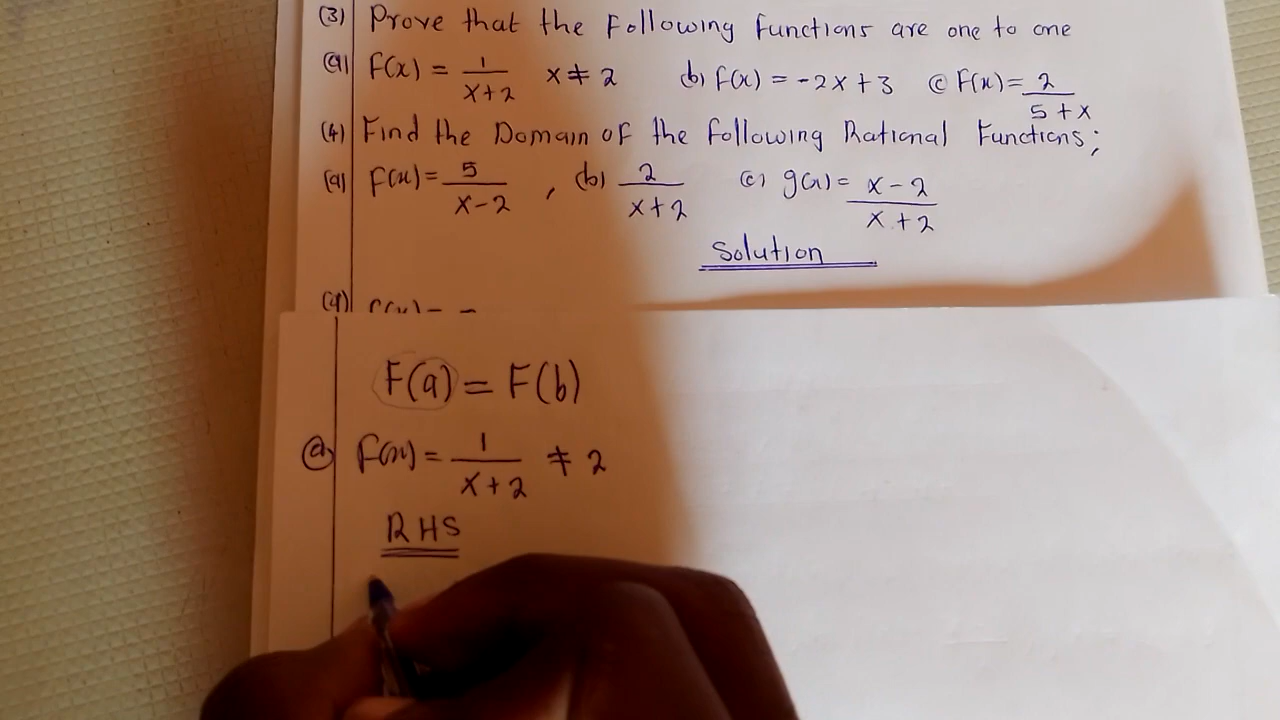 (3) Prove that the Following functions are one to one
(a) F(x) = 1/x+2 x ≠ 2 (b) f(x) = -2x + 3 (c) F(x) = 2/5+x
(4) Find the Domain of the following Rational Functions;
(a) F(x) = 5/x-2 , (b) 2/x+2 (c) g(x) = x-2/x+2
Solution
F(a) = F(b)
(a) F(x) = 1/x+2 ≠ 2
RHS